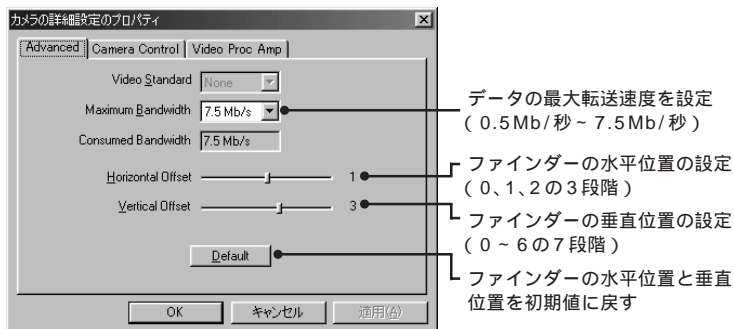 カメラの詳細設定のプロパティ
Advanced
Camera Control
Video Proc Amp
Video Standard
None
Maximum Bandwidth
7.5 Mb/s
Consumed Bandwidth
7.5 Mb/s
Horizontal Offset
1
Vertical Offset
3
Default
OK
キャンセル
適用(A)
データの最大転送速度を設定
(0.5Mb/秒~7.5Mb/秒)
ファインダーの水平位置の設定
(0、1、2の3段階)
ファインダーの垂直位置の設定
(0~6の7段階)
ファインダーの水平位置と垂直
位置を初期値に戻す